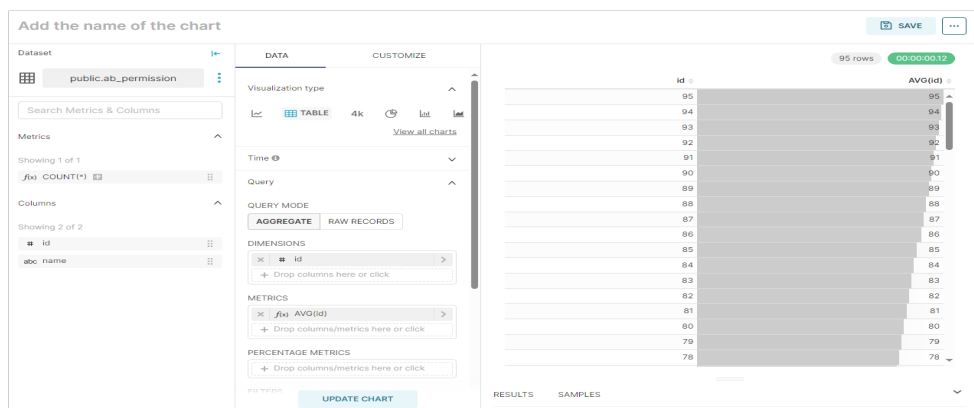 Add the name of the chart
SAVE
...
Dataset
public.ab_permission
Search Metrics & Columns
Metrics
Showing 1 of 1
f(x) COUNT(*)
Columns
Showing 2 of 2
# id
abc name
DATA CUSTOMIZE
Visualization type
TABLE 4k
View all charts
Time
Query
QUERY MODE
AGGREGATE RAW RECORDS
DIMENSIONS
# id
+ Drop columns here or click
METRICS
f(x) AVG(id)
+ Drop columns/metrics here or click
PERCENTAGE METRICS
+ Drop columns/metrics here or click
FILTERS
UPDATE CHART
95 rows 00:00:00.12
id AVG(id)
95 95
94 94
93 93
92 92
91 91
90 90
89 89
88 88
87 87
86 86
85 85
84 84
83 83
82 82
81 81
80 80
79 79
78 78
RESULTS SAMPLES